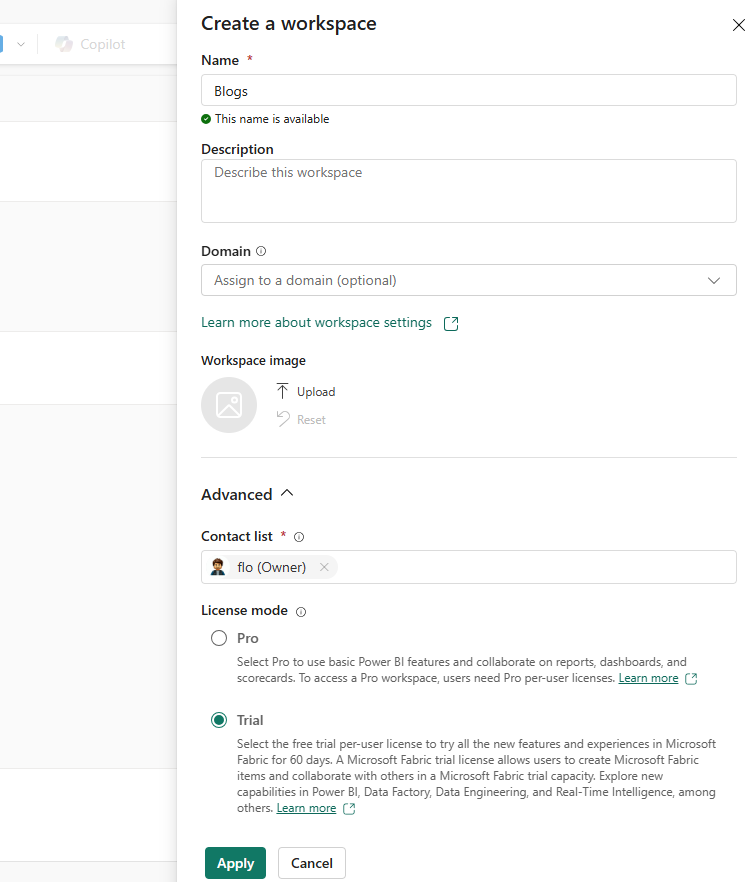 Create a workspace
Copilot
Name *
Blogs
This name is available
Description
Describe this workspace
Domain
Assign to a domain (optional)
Learn more about workspace settings
Workspace image
Upload
Reset
Advanced
Contact list *
flo (Owner)
License mode
Pro
Select Pro to use basic Power BI features and collaborate on reports, dashboards, and
scorecards. To access a Pro workspace, users need Pro per-user licenses. Learn more
Trial
Select the free trial per-user license to try all the new features and experiences in Microsoft
Fabric for 60 days. A Microsoft Fabric trial license allows users to create Microsoft Fabric
items and collaborate with others in a Microsoft Fabric trial capacity. Explore new
capabilities in Power BI, Data Factory, Data Engineering, and Real-Time Intelligence, among
others. Learn more
Apply
Cancel